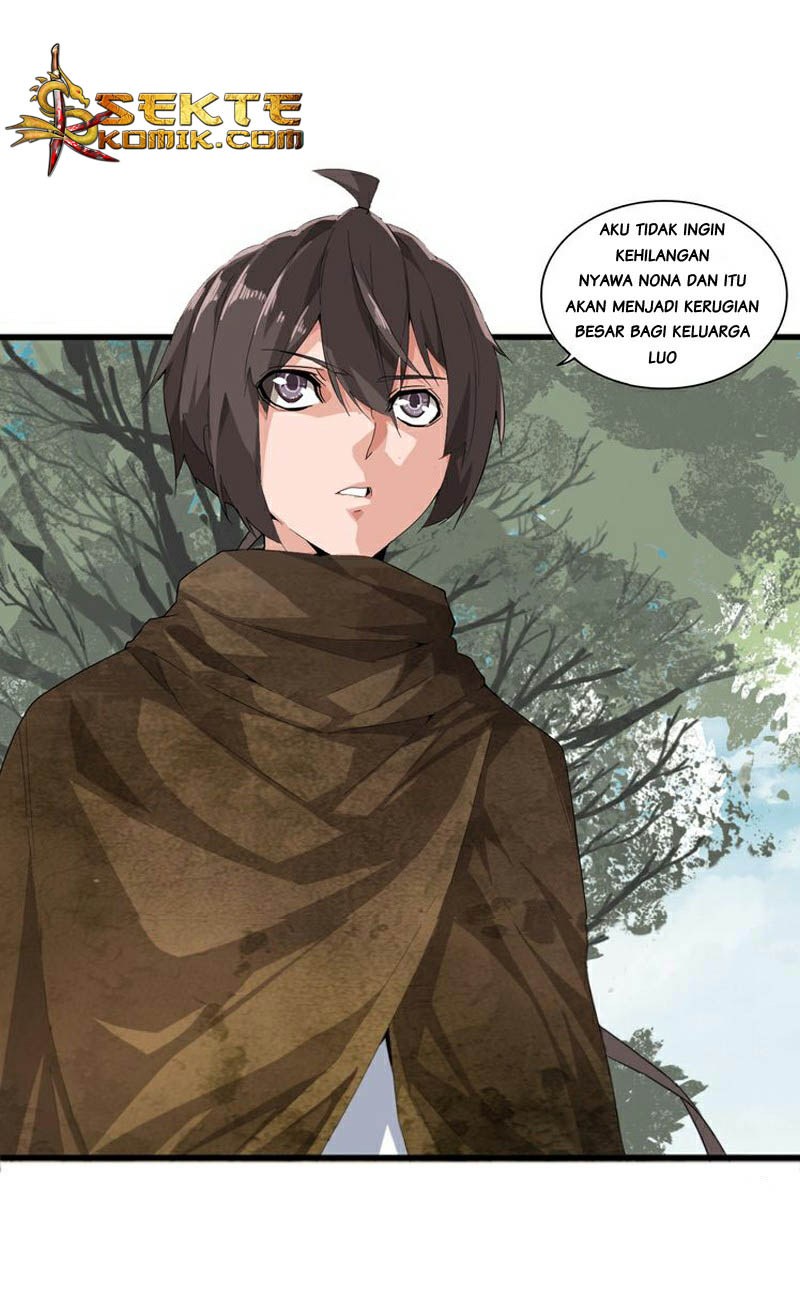 SEKTE
KOMIK.COM
AKU TIDAK INGIN
KEHILANGAN
NYAWA NONA DAN ITU
AKAN MENJADI KERUGIAN
BESAR BAGI KELUARGA
LUO